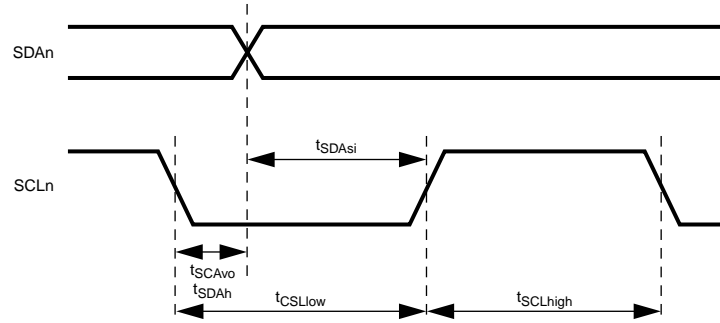 SDAn
tSDAsi
SCLn
tSCAvo
tSDAh
tCSLlow
tSCLhigh